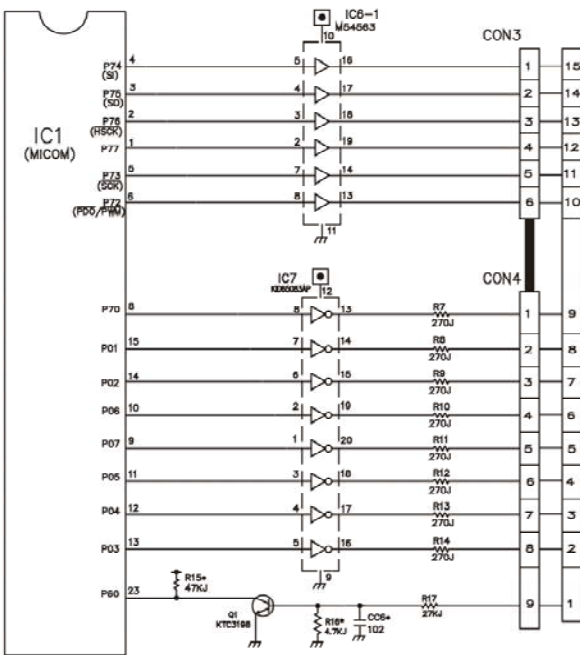 IC6-1
M54563
10
CON3
P74 4 5 16 1 15
(SI)
P75 3 4 17 2 14
(SO)
P76 2 3 18 3 13
(HSCK)
IC1
(MICOM)
P77 1 2 19 4 12
P73 5 7 14 5 11
(SCK)
P72 6 8 13 6 10
(PDO/PWM)
11
IC7
KID65083AP
12
CON4
P70 8 8 13 R7 1 9
270J
P01 15 7 14 R8 2 8
270J
P02 14 6 15 R9 3 7
270J
P06 10 2 19 R10 4 6
270J
P07 9 1 20 R11 5 5
270J
P05 11 3 18 R12 6 4
270J
P04 12 4 17 R13 7 3
270J
P03 13 5 16 R14 8 2
270J
9
R15*
47KJ
P60 23 R17 9 1
27KJ
Q1
KTC3198
R16*
4.7KJ
CC6*
102